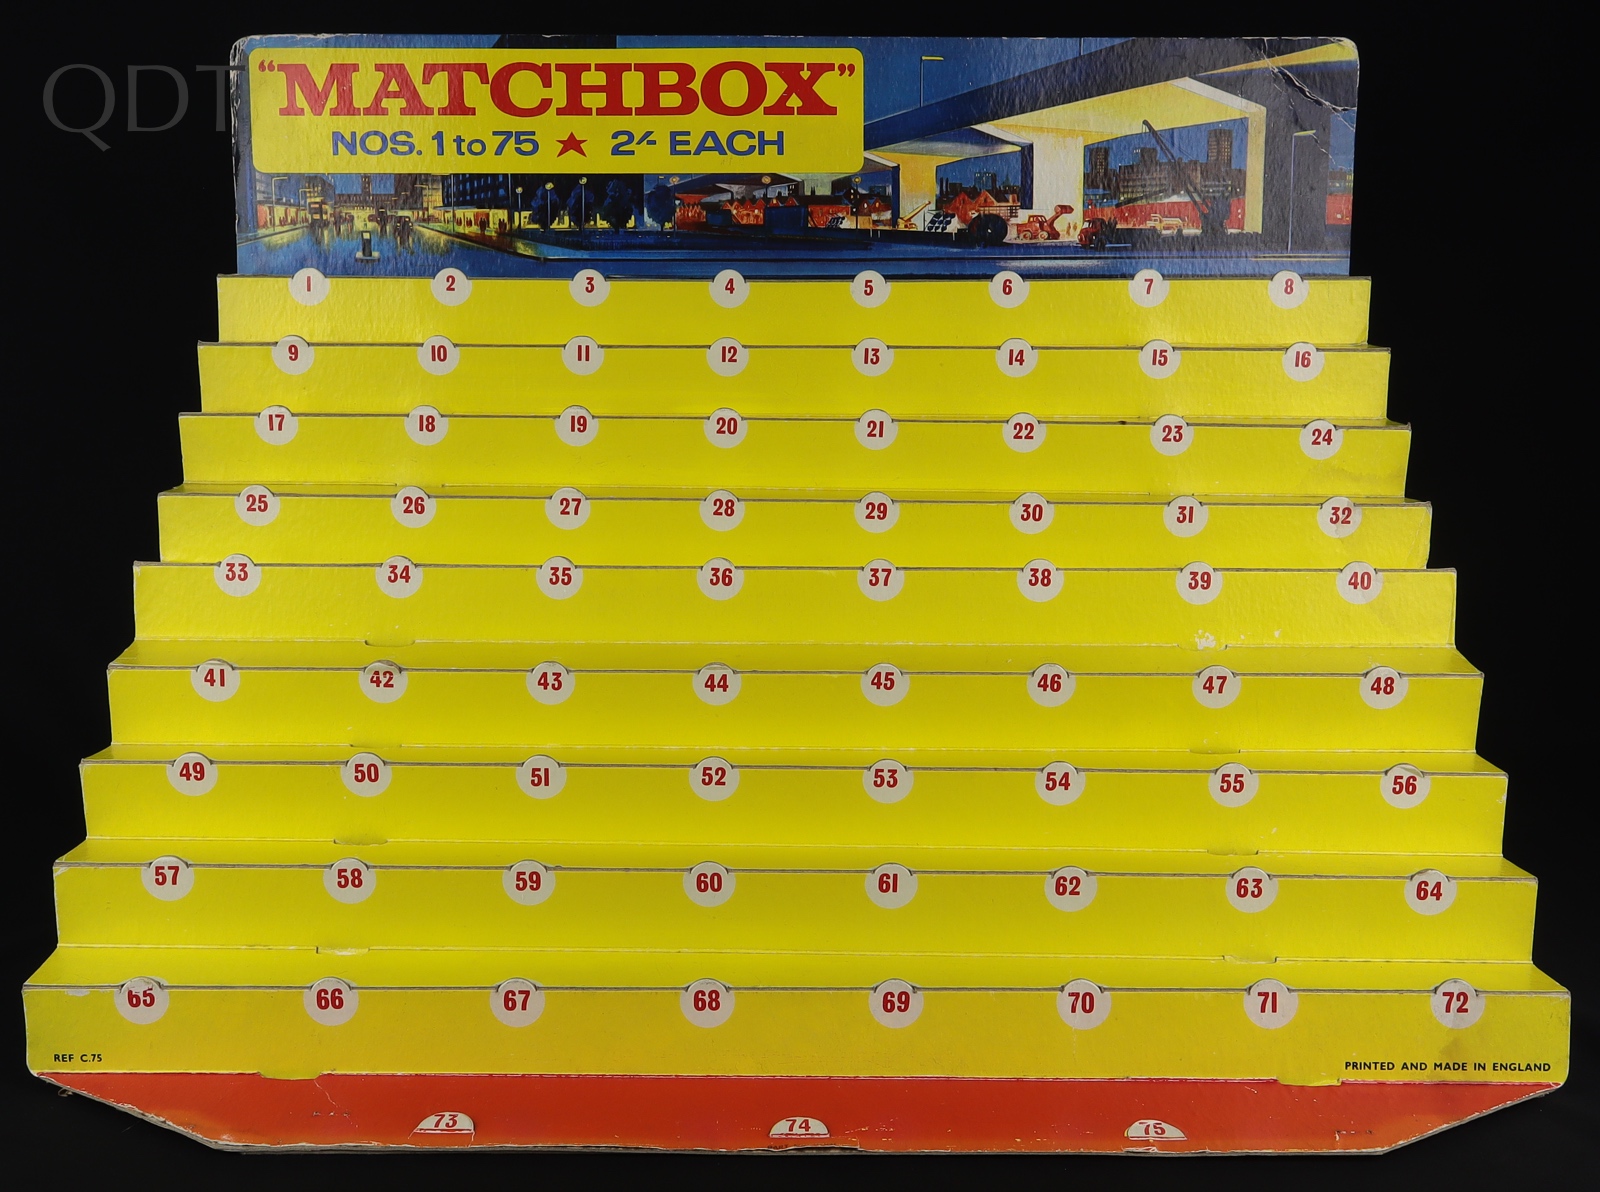 QDT
"MATCHBOX"
NOS. 1 to 75 ★ 2/- EACH
1 2 3 4 5 6 7 8
9 10 11 12 13 14 15 16
17 18 19 20 21 22 23 24
25 26 27 28 29 30 31 32
33 34 35 36 37 38 39 40
41 42 43 44 45 46 47 48
49 50 51 52 53 54 55 56
57 58 59 60 61 62 63 64
65 66 67 68 69 70 71 72
REF C.75
PRINTED AND MADE IN ENGLAND
73 74 75